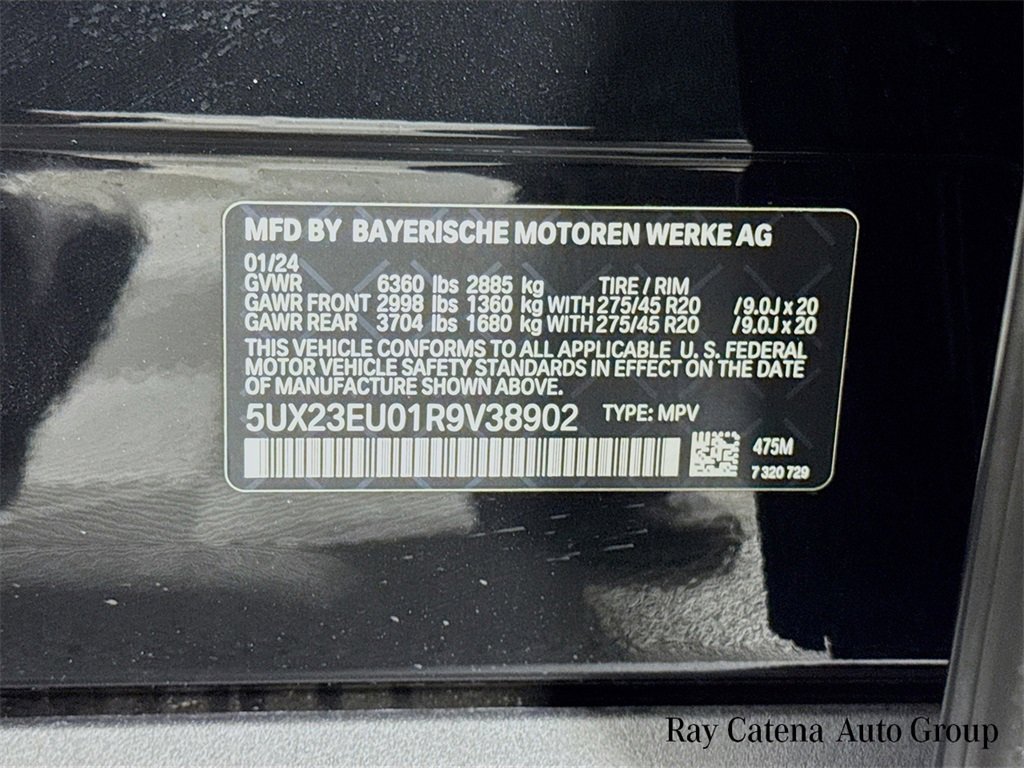 MFD BY BAYERISCHE MOTOREN WERKE AG
01/24
GVWR 6360 lbs 2885 kg TIRE / RIM
GAWR FRONT 2998 lbs 1360 kg WITH 275/45 R20 / 9.0J x 20
GAWR REAR 3704 lbs 1680 kg WITH 275/45 R20 / 9.0J x 20
THIS VEHICLE CONFORMS TO ALL APPLICABLE U. S. FEDERAL
MOTOR VEHICLE SAFETY STANDARDS IN EFFECT ON THE DATE
OF MANUFACTURE SHOWN ABOVE.
5UX23EU01R9V38902 TYPE: MPV
475M
7 320 729
Ray Catena Auto Group